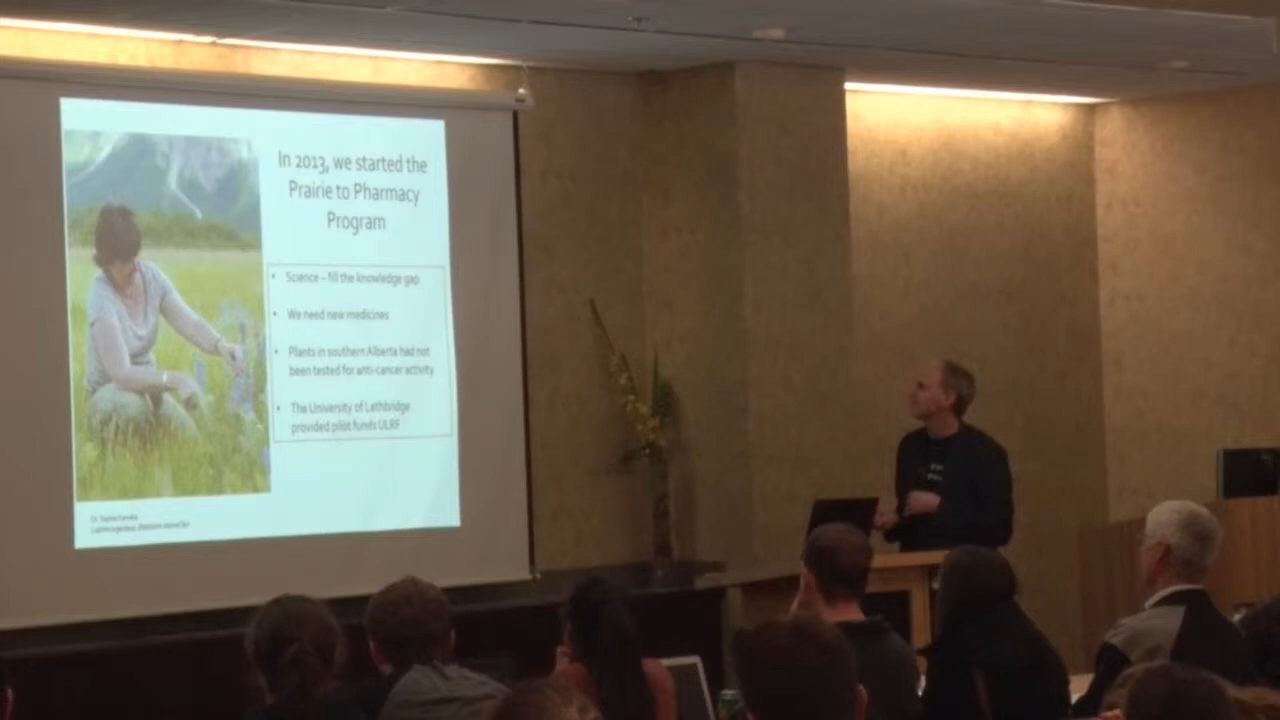 In 2013, we started the
Prairie to Pharmacy
Program
• Science – fill the knowledge gap
• We need new medicines
• Plants in southern Alberta had not
been tested for anti-cancer activity
• The University of Lethbridge
provided pilot funds ULRF